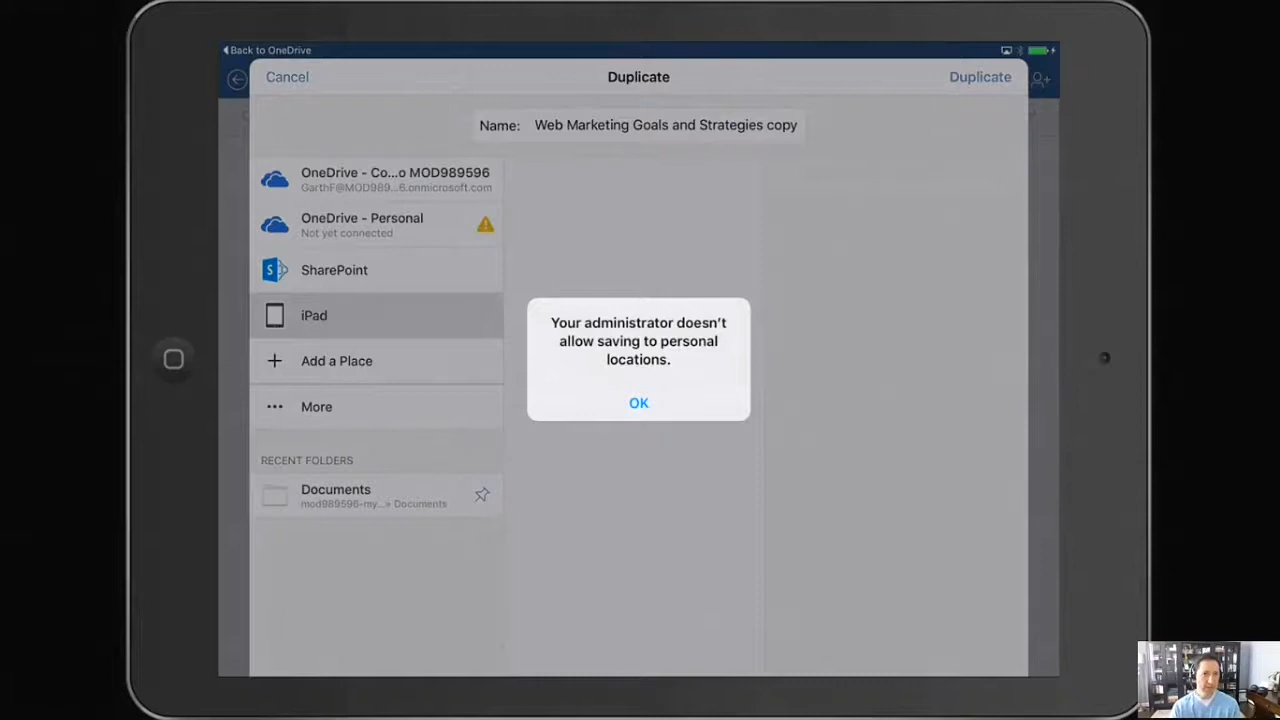 Back to OneDrive
Cancel
Duplicate
Duplicate
Name: Web Marketing Goals and Strategies copy
OneDrive - Co...o MOD989596
GarthF@MOD989...6.onmicrosoft.com
OneDrive - Personal
Not yet connected
SharePoint
iPad
Add a Place
More
RECENT FOLDERS
Documents
mod989596-my...» Documents
Your administrator doesn't
allow saving to personal
locations.
OK